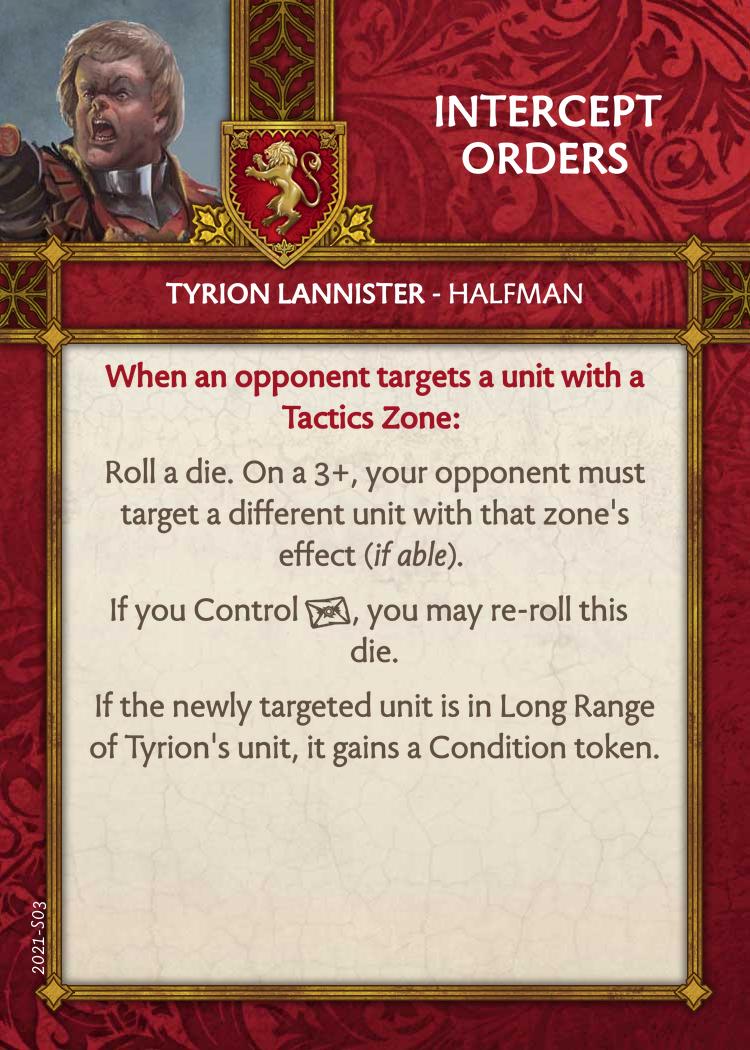 INTERCEPT
ORDERS
TYRION LANNISTER - HALFMAN
When an opponent targets a unit with a
Tactics Zone:
Roll a die. On a 3+, your opponent must
target a different unit with that zone's
effect (if able).
If you Control , you may re-roll this
die.
If the newly targeted unit is in Long Range
of Tyrion's unit, it gains a Condition token.
2021-S03